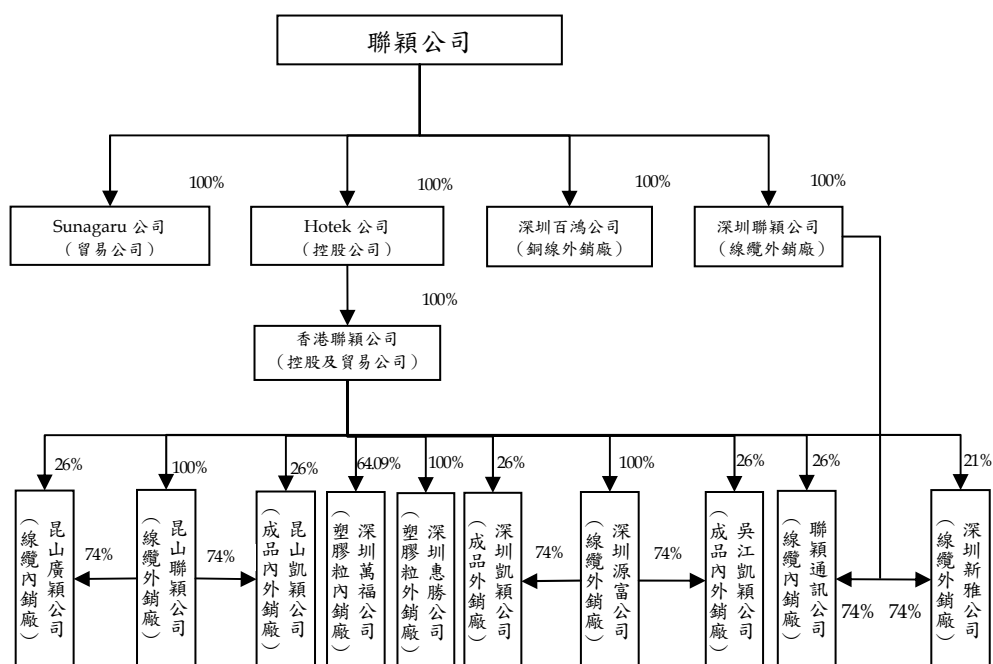 聯穎公司
100%
100%
100%
100%
Sunagaru 公司
（貿易公司）
Hotek 公司
（控股公司）
深圳百鴻公司
（銅線外銷廠）
深圳聯穎公司
（線纜外銷廠）
100%
香港聯穎公司
（控股及貿易公司）
26%
100%
26%
64.09%
100%
26%
100%
26%
26%
21%
昆山廣穎公司
（線纜內銷廠）
74%
昆山聯穎公司
（線纜外銷廠）
74%
昆山凱穎公司
（成品內外銷廠）
深圳萬福公司
（塑膠粒內銷廠）
深圳惠勝公司
（塑膠粒外銷廠）
深圳凱穎公司
（成品外銷廠）
74%
深圳源富公司
（線纜外銷廠）
74%
吳江凱穎公司
（成品內外銷廠）
聯穎通訊公司
（線纜內銷廠）
74%
74%
深圳新雅公司
（線纜外銷廠）